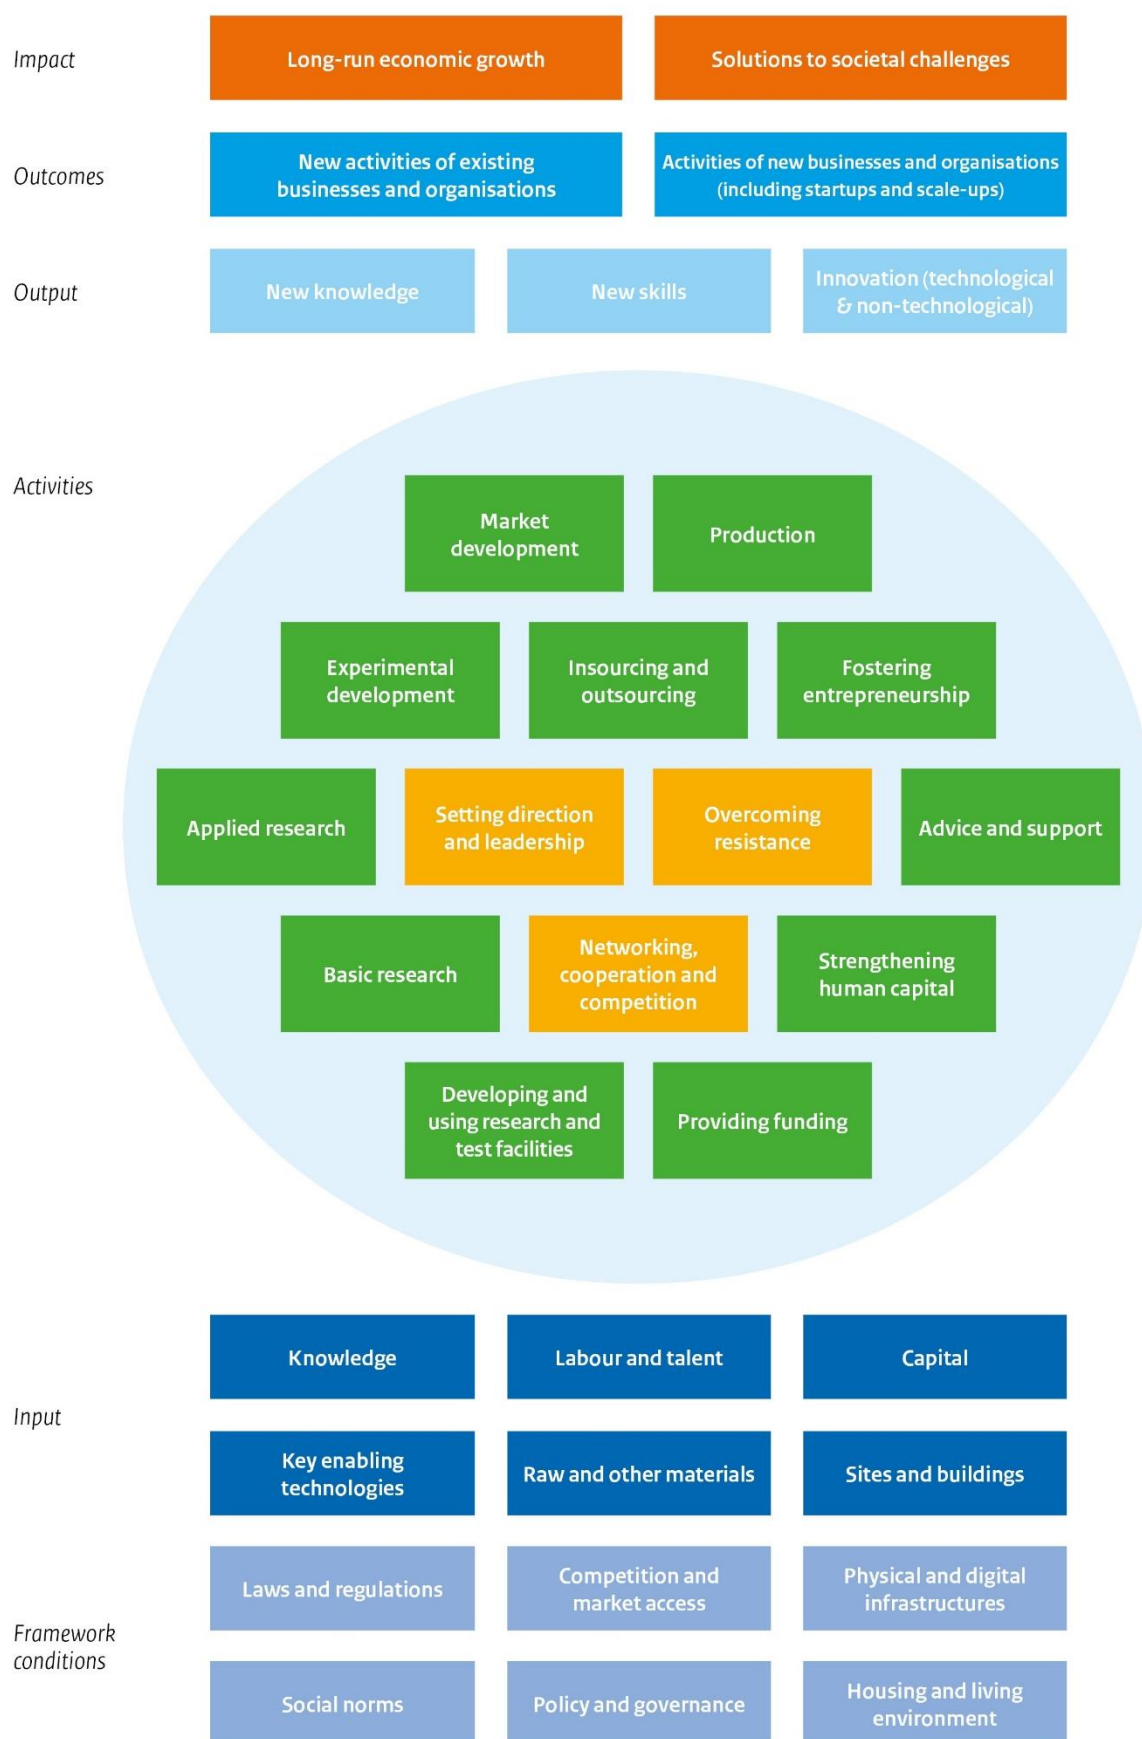 Impact
Long-run economic growth
Solutions to societal challenges
Outcomes
New activities of existing
businesses and organisations
Activities of new businesses and organisations
(including startups and scale-ups)
Output
New knowledge
New skills
Innovation (technological
& non-technological)
Activities
Market
development
Production
Experimental
development
Insourcing and
outsourcing
Fostering
entrepreneurship
Applied research
Setting direction
and leadership
Overcoming
resistance
Advice and support
Basic research
Networking,
cooperation and
competition
Strengthening
human capital
Developing and
using research and
test facilities
Providing funding
Input
Knowledge
Labour and talent
Capital
Key enabling
technologies
Raw and other materials
Sites and buildings
Framework
conditions
Laws and regulations
Competition and
market access
Physical and digital
infrastructures
Social norms
Policy and governance
Housing and living
environment